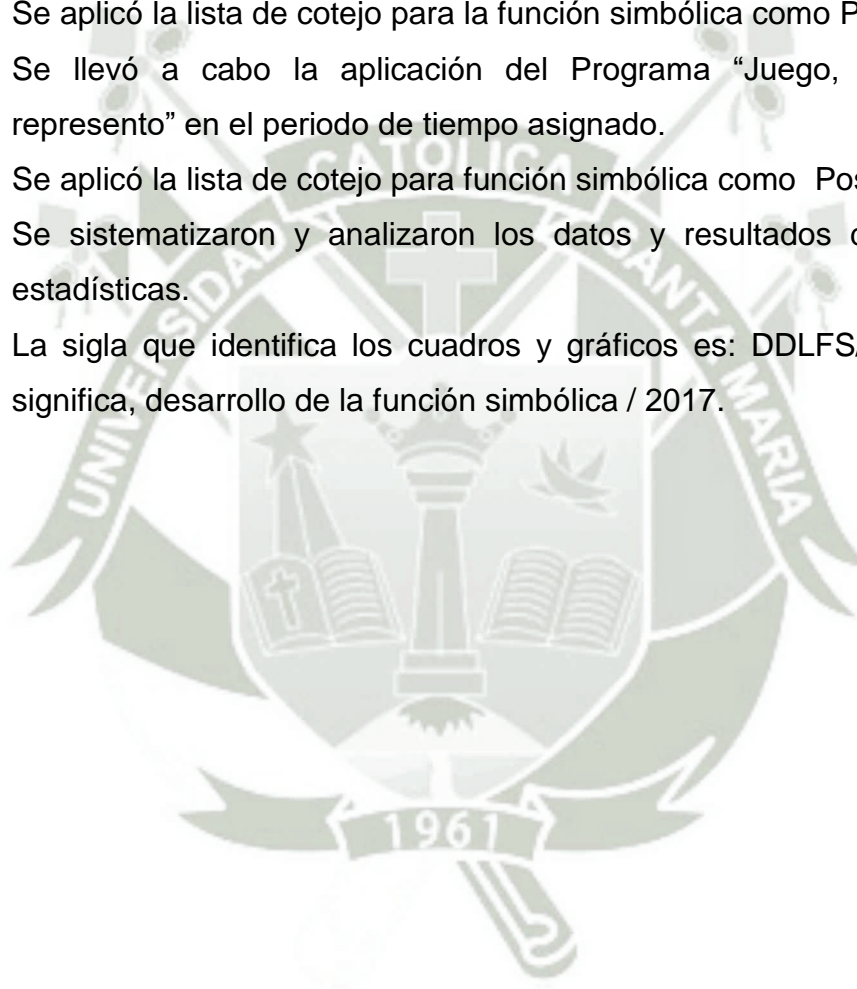 Se aplicó la lista de cotejo para la función simbólica como P
Se llevó a cabo la aplicación del Programa “Juego,
represento” en el periodo de tiempo asignado.
Se aplicó la lista de cotejo para función simbólica como Pos
Se sistematizaron y analizaron los datos y resultados
estadísticas.
La sigla que identifica los cuadros y gráficos es: DDLFSA
significa, desarrollo de la función simbólica / 2017.
UNIVERSIDAD CATOLICA SANTA MARIA
1961